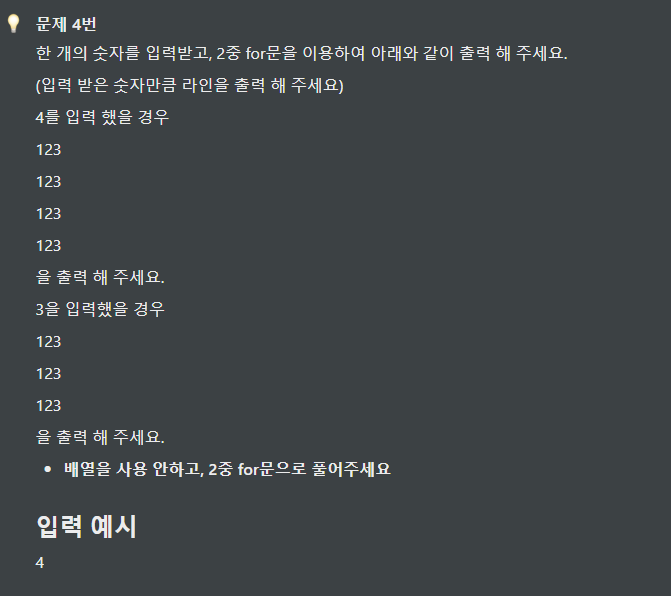 문제 4번
한 개의 숫자를 입력받고, 2중 for문을 이용하여 아래와 같이 출력 해 주세요.
(입력 받은 숫자만큼 라인을 출력 해 주세요)
4를 입력 했을 경우
123
123
123
123
을 출력 해 주세요.
3을 입력했을 경우
123
123
123
을 출력 해 주세요.
• 배열을 사용 안하고, 2중 for문으로 풀어주세요
입력 예시
4